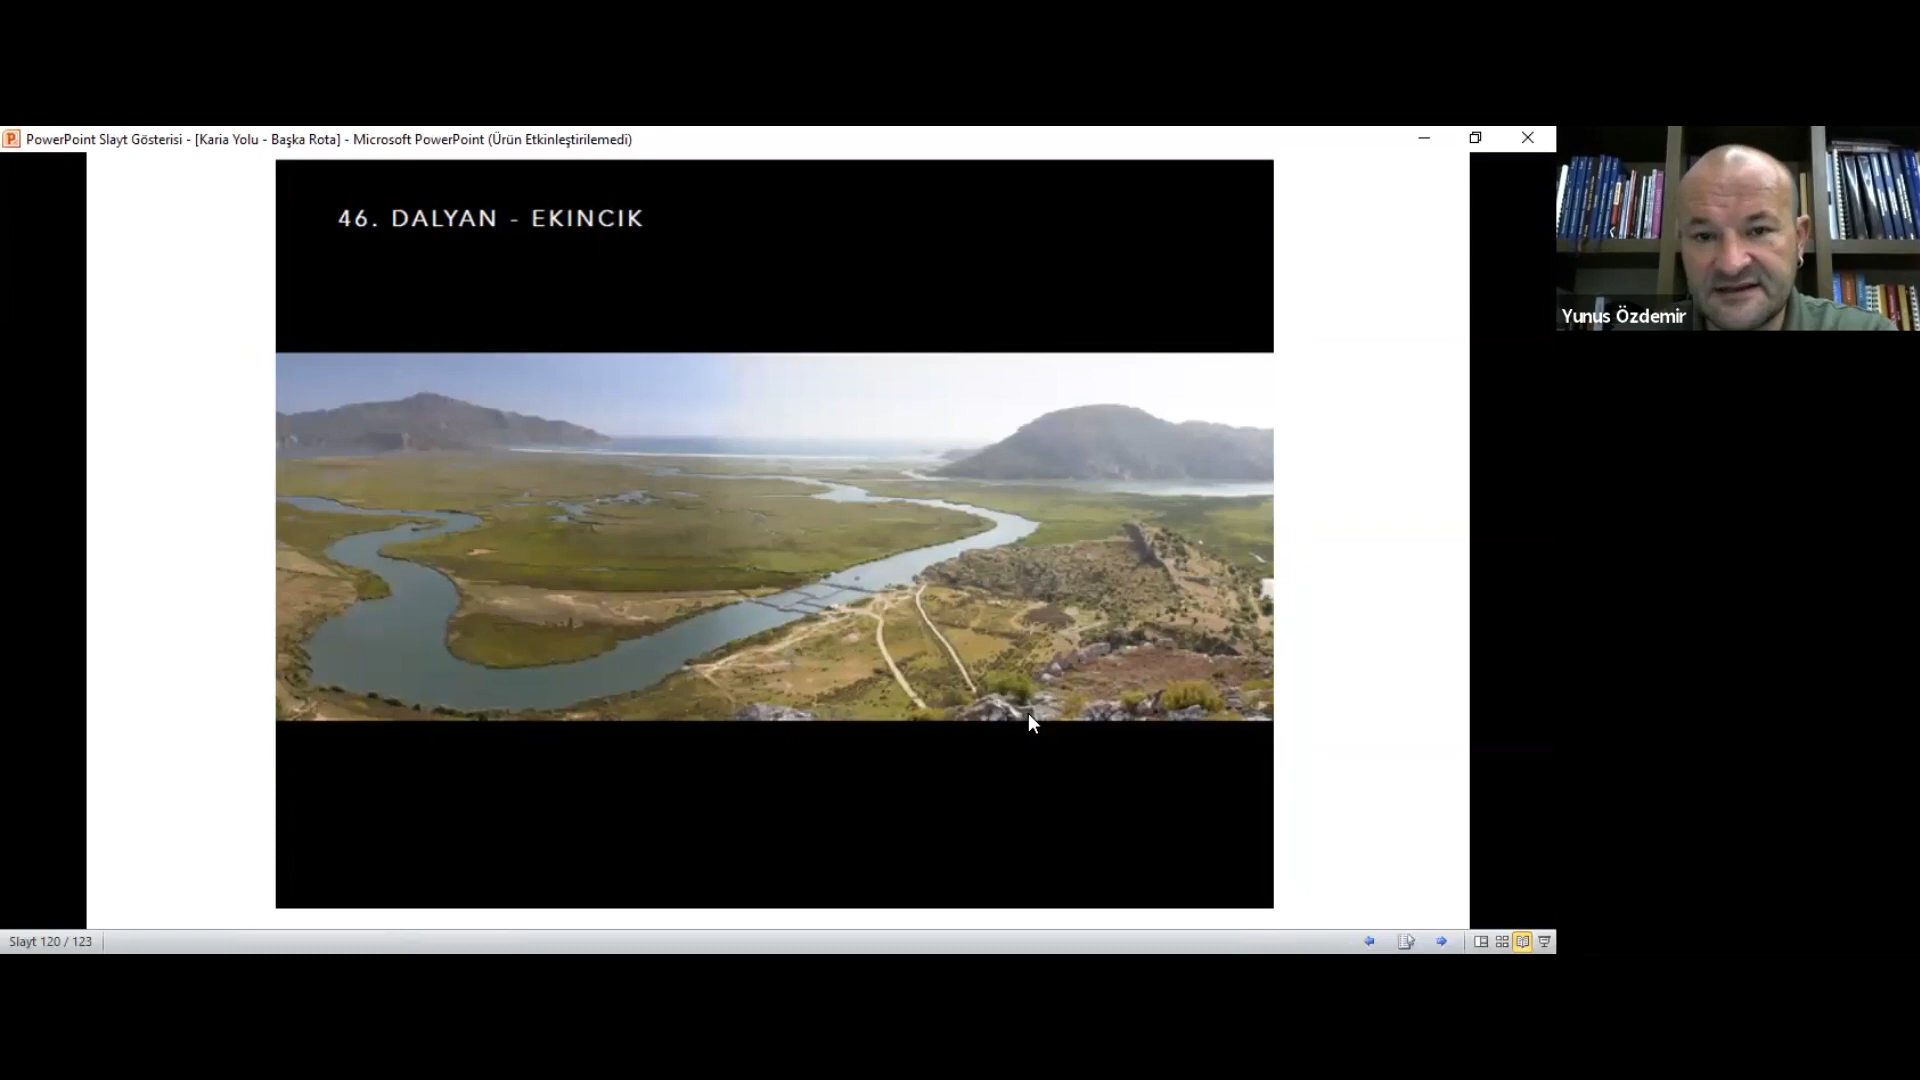 PowerPoint Slayt Gösterisi - [Karia Yolu - Başka Rota] - Microsoft PowerPoint (Ürün Etkinleştirilemedi)
46. DALYAN - EKINCIK
Yunus Özdemir
Slayt 120 / 123